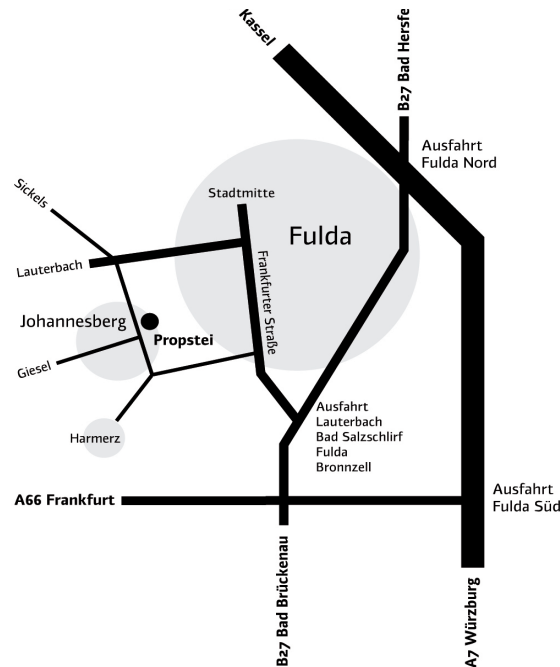 Kassel
B27 Bad Hersfe
Ausfahrt
Fulda Nord
Sickels
Stadtmitte
Fulda
Lauterbach
Frankfurter Straße
Johannesberg
Propstei
Giesel
Harmerz
Ausfahrt
Lauterbach
Bad Salzschlirf
Fulda
Bronnzell
A66 Frankfurt
Ausfahrt
Fulda Süd
B27 Bad Brückenau
A7 Würzburg